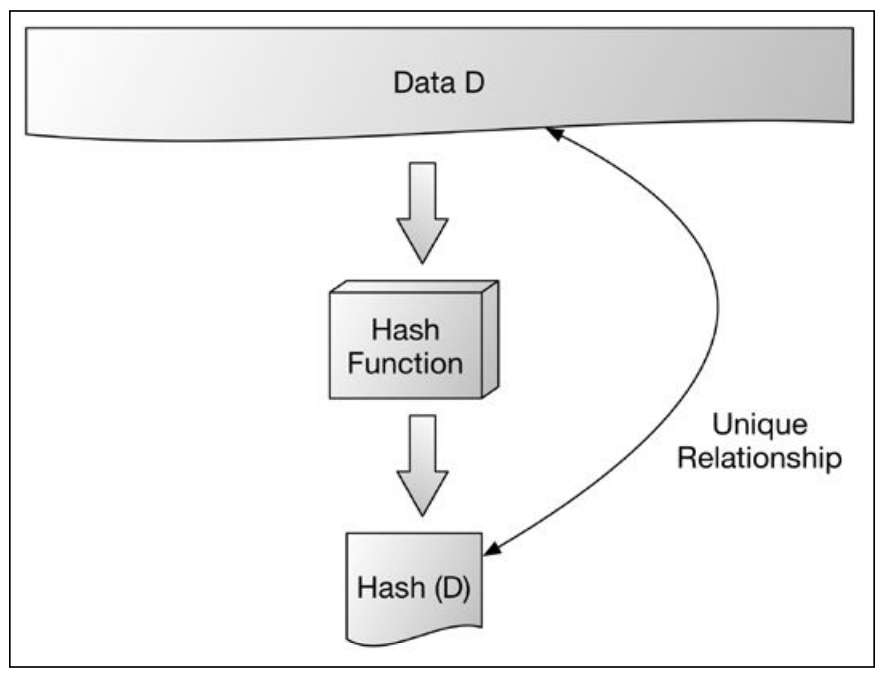 Data D
Hash
Function
Unique
Relationship
Hash (D)